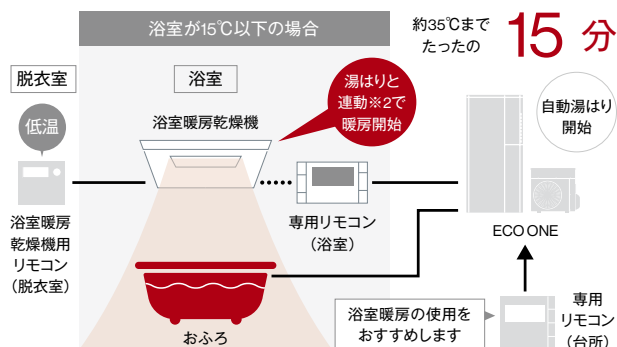 浴室が15℃以下の場合
約35℃まで
たったの
15分
脱衣室
浴室
低温
浴室暖房乾燥機
湯はりと
連動※2で
暖房開始
自動湯はり
開始
浴室暖房
乾燥機用
リモコン
（脱衣室）
専用リモコン
（浴室）
ECO ONE
おふろ
浴室暖房の使用を
おすすめします
専用
リモコン
（台所）